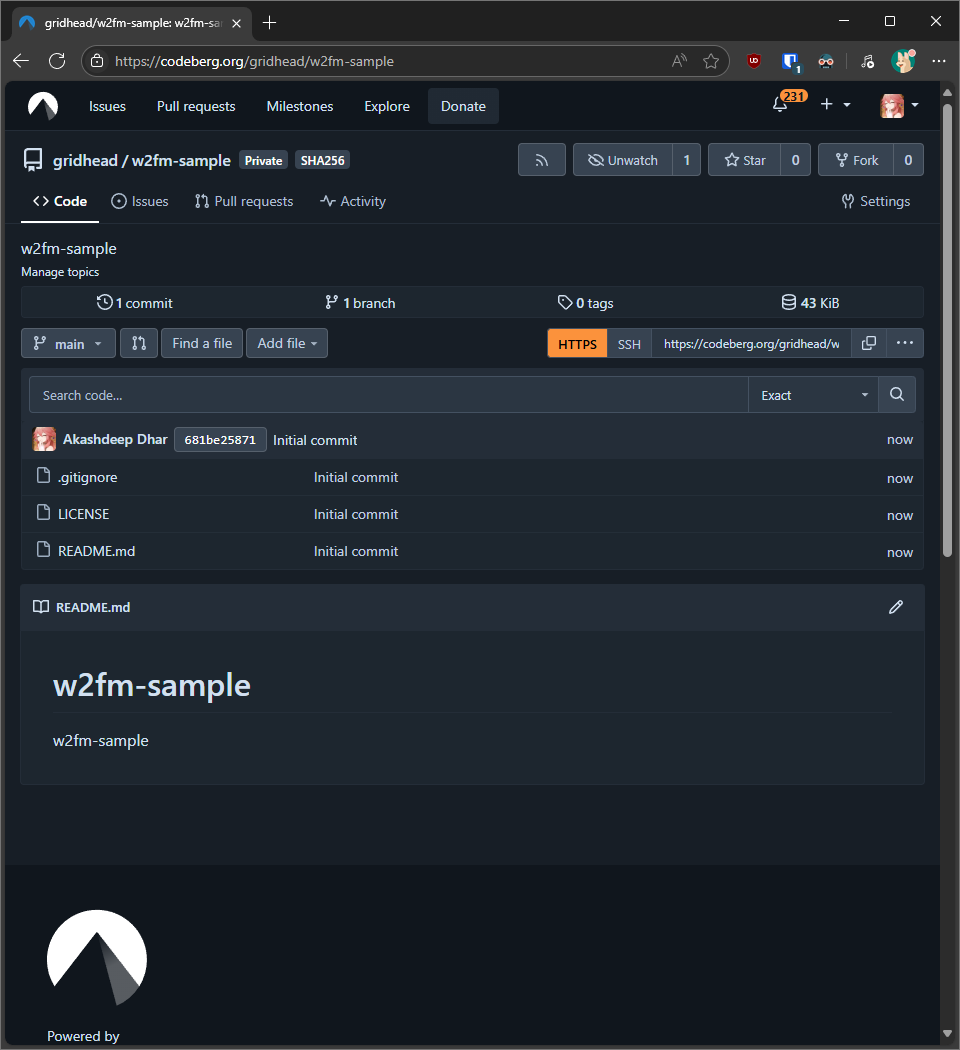 gridhead/w2fm-sample: w2fm-sa
https://codeberg.org/gridhead/w2fm-sample
1
Issues Pull requests Milestones Explore Donate 231
gridhead / w2fm-sample Private SHA256 Unwatch 1 Star 0 Fork 0
Code Issues Pull requests Activity Settings
w2fm-sample
Manage topics
1 commit 1 branch 0 tags 43 KiB
main Find a file Add file HTTPS SSH https://codeberg.org/gridhead/w
Search code... Exact
Akashdeep Dhar 681be25871 Initial commit now
.gitignore Initial commit now
LICENSE Initial commit now
README.md Initial commit now
README.md
w2fm-sample
w2fm-sample
Powered by